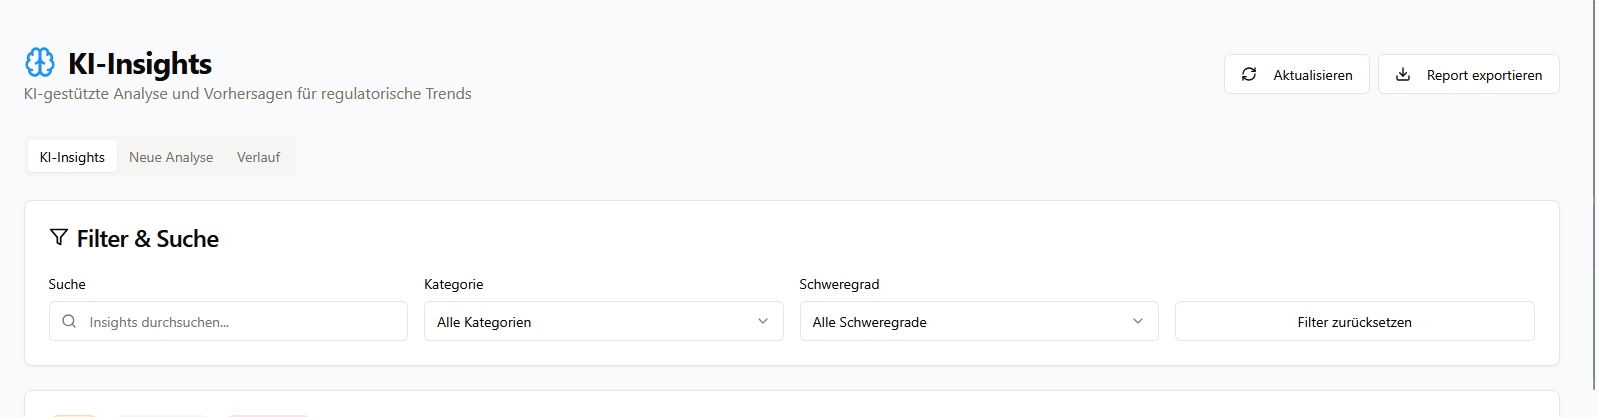 KI-Insights
KI-gestützte Analyse und Vorhersagen für regulatorische Trends
Aktualisieren
Report exportieren
KI-Insights Neue Analyse Verlauf
Filter & Suche
Suche Kategorie Schweregrad
Insights durchsuchen... Alle Kategorien Alle Schweregrade Filter zurücksetzen